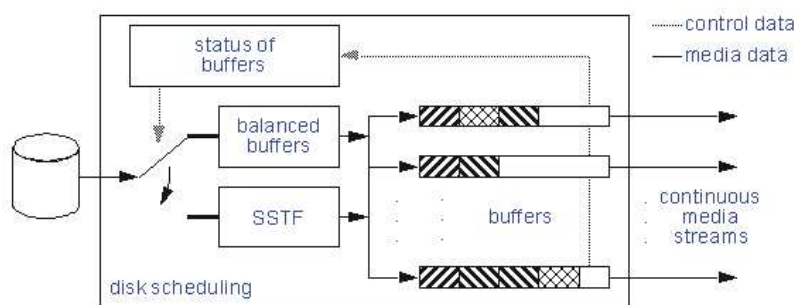 status of
buffers
control data
media data
balanced
buffers
SSTF
buffers
continuous
media
streams
disk scheduling